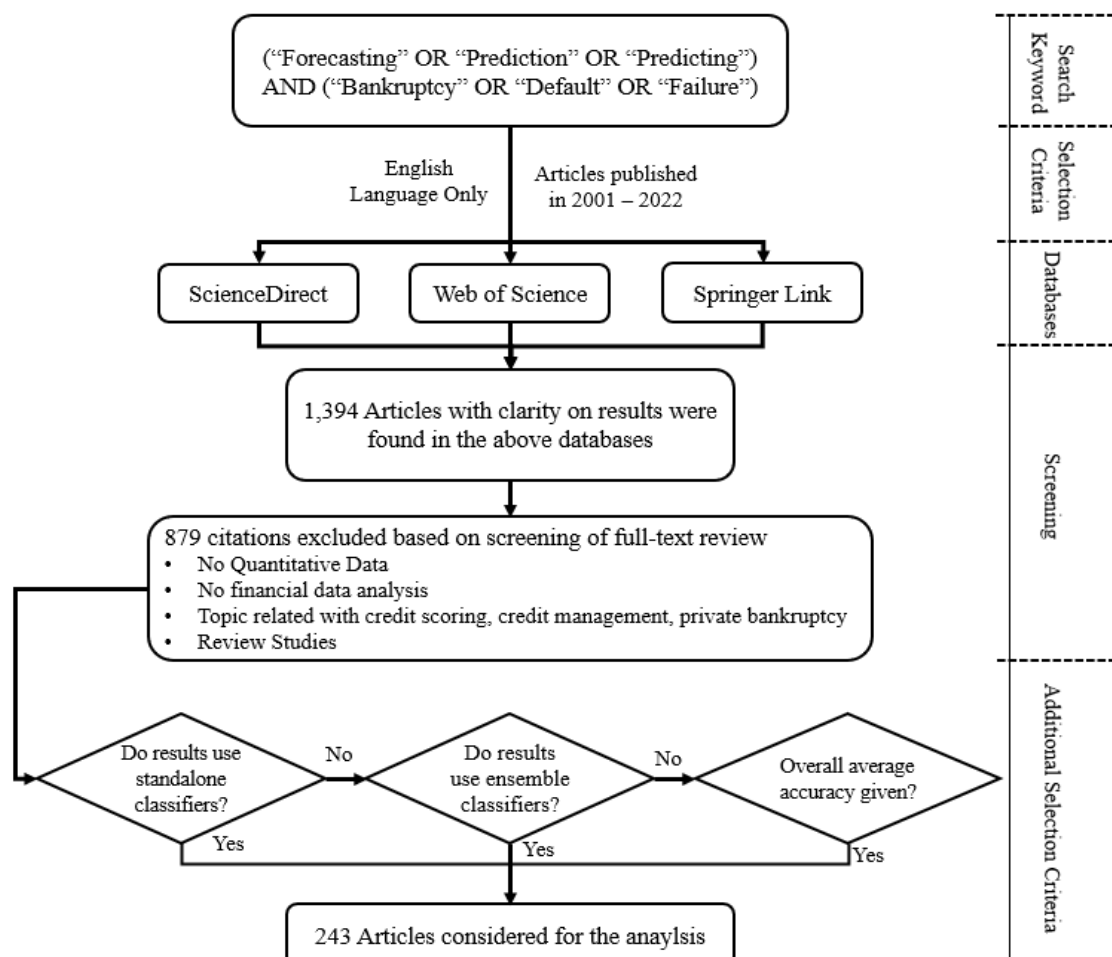 (“Forecasting” OR “Prediction” OR “Predicting”)
AND (“Bankruptcy” OR “Default” OR “Failure”)
Search
Keyword
English
Language Only
Articles published
in 2001 – 2022
Selection
Criteria
ScienceDirect
Web of Science
Springer Link
Databases
1,394 Articles with clarity on results were
found in the above databases
879 citations excluded based on screening of full-text review
• No Quantitative Data
• No financial data analysis
• Topic related with credit scoring, credit management, private bankruptcy
• Review Studies
Screening
Do results use
standalone
classifiers?
No
Do results
use ensemble
classifiers?
No
Overall average
accuracy given?
Yes
Yes
Yes
243 Articles considered for the anaylsis
Additional Selection Criteria